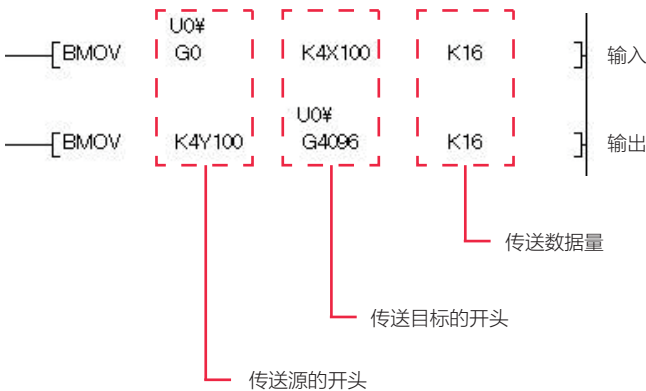 U0¥
[BMOV G0 K4X100 K16 ] 输入
U0¥
[BMOV K4Y100 G4096 K16 ] 输出
传送数据量
传送目标的开头
传送源的开头